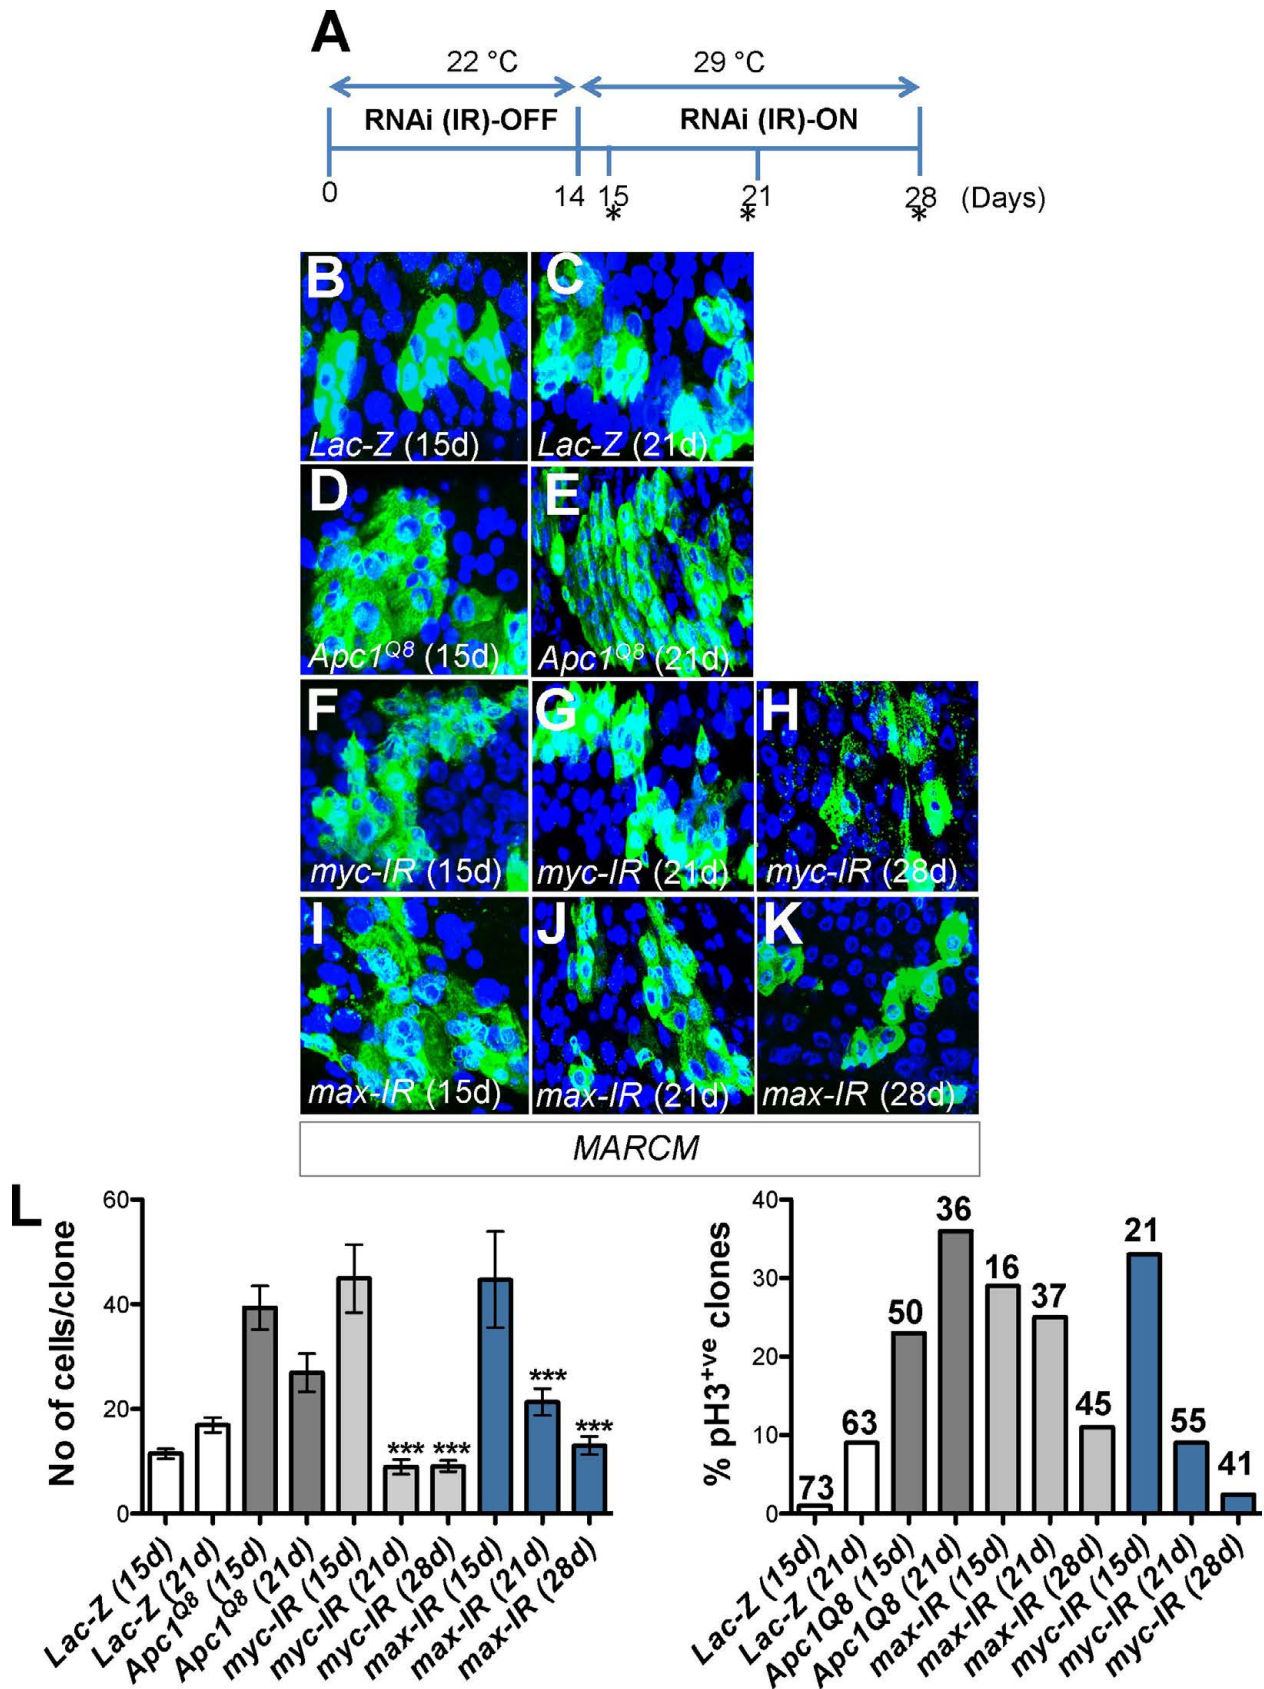 A
22 °C 29 °C
RNAi (IR)-OFF RNAi (IR)-ON
0 14 15 21 28 (Days)
* * *
B C
Lac-Z (15d) Lac-Z (21d)
D E
Apc1Q8 (15d) Apc1Q8 (21d)
F G H
myc-IR (15d) myc-IR (21d) myc-IR (28d)
I J K
max-IR (15d) max-IR (21d) max-IR (28d)
MARCM
L
No of cells/clone
60
40
20
0
*** *** *** ***
Lac-Z (15d)
Lac-Z (21d)
Apc1Q8 (15d)
Apc1Q8 (21d)
myc-IR (15d)
myc-IR (21d)
myc-IR (28d)
max-IR (15d)
max-IR (21d)
max-IR (28d)
% pH3+ve clones
40
30
20
10
0
73 63 50 36 16 37 45 21 55 41
Lac-Z (15d)
Lac-Z (21d)
Apc1Q8 (15d)
Apc1Q8 (21d)
max-IR (15d)
max-IR (21d)
max-IR (28d)
myc-IR (15d)
myc-IR (21d)
myc-IR (28d)